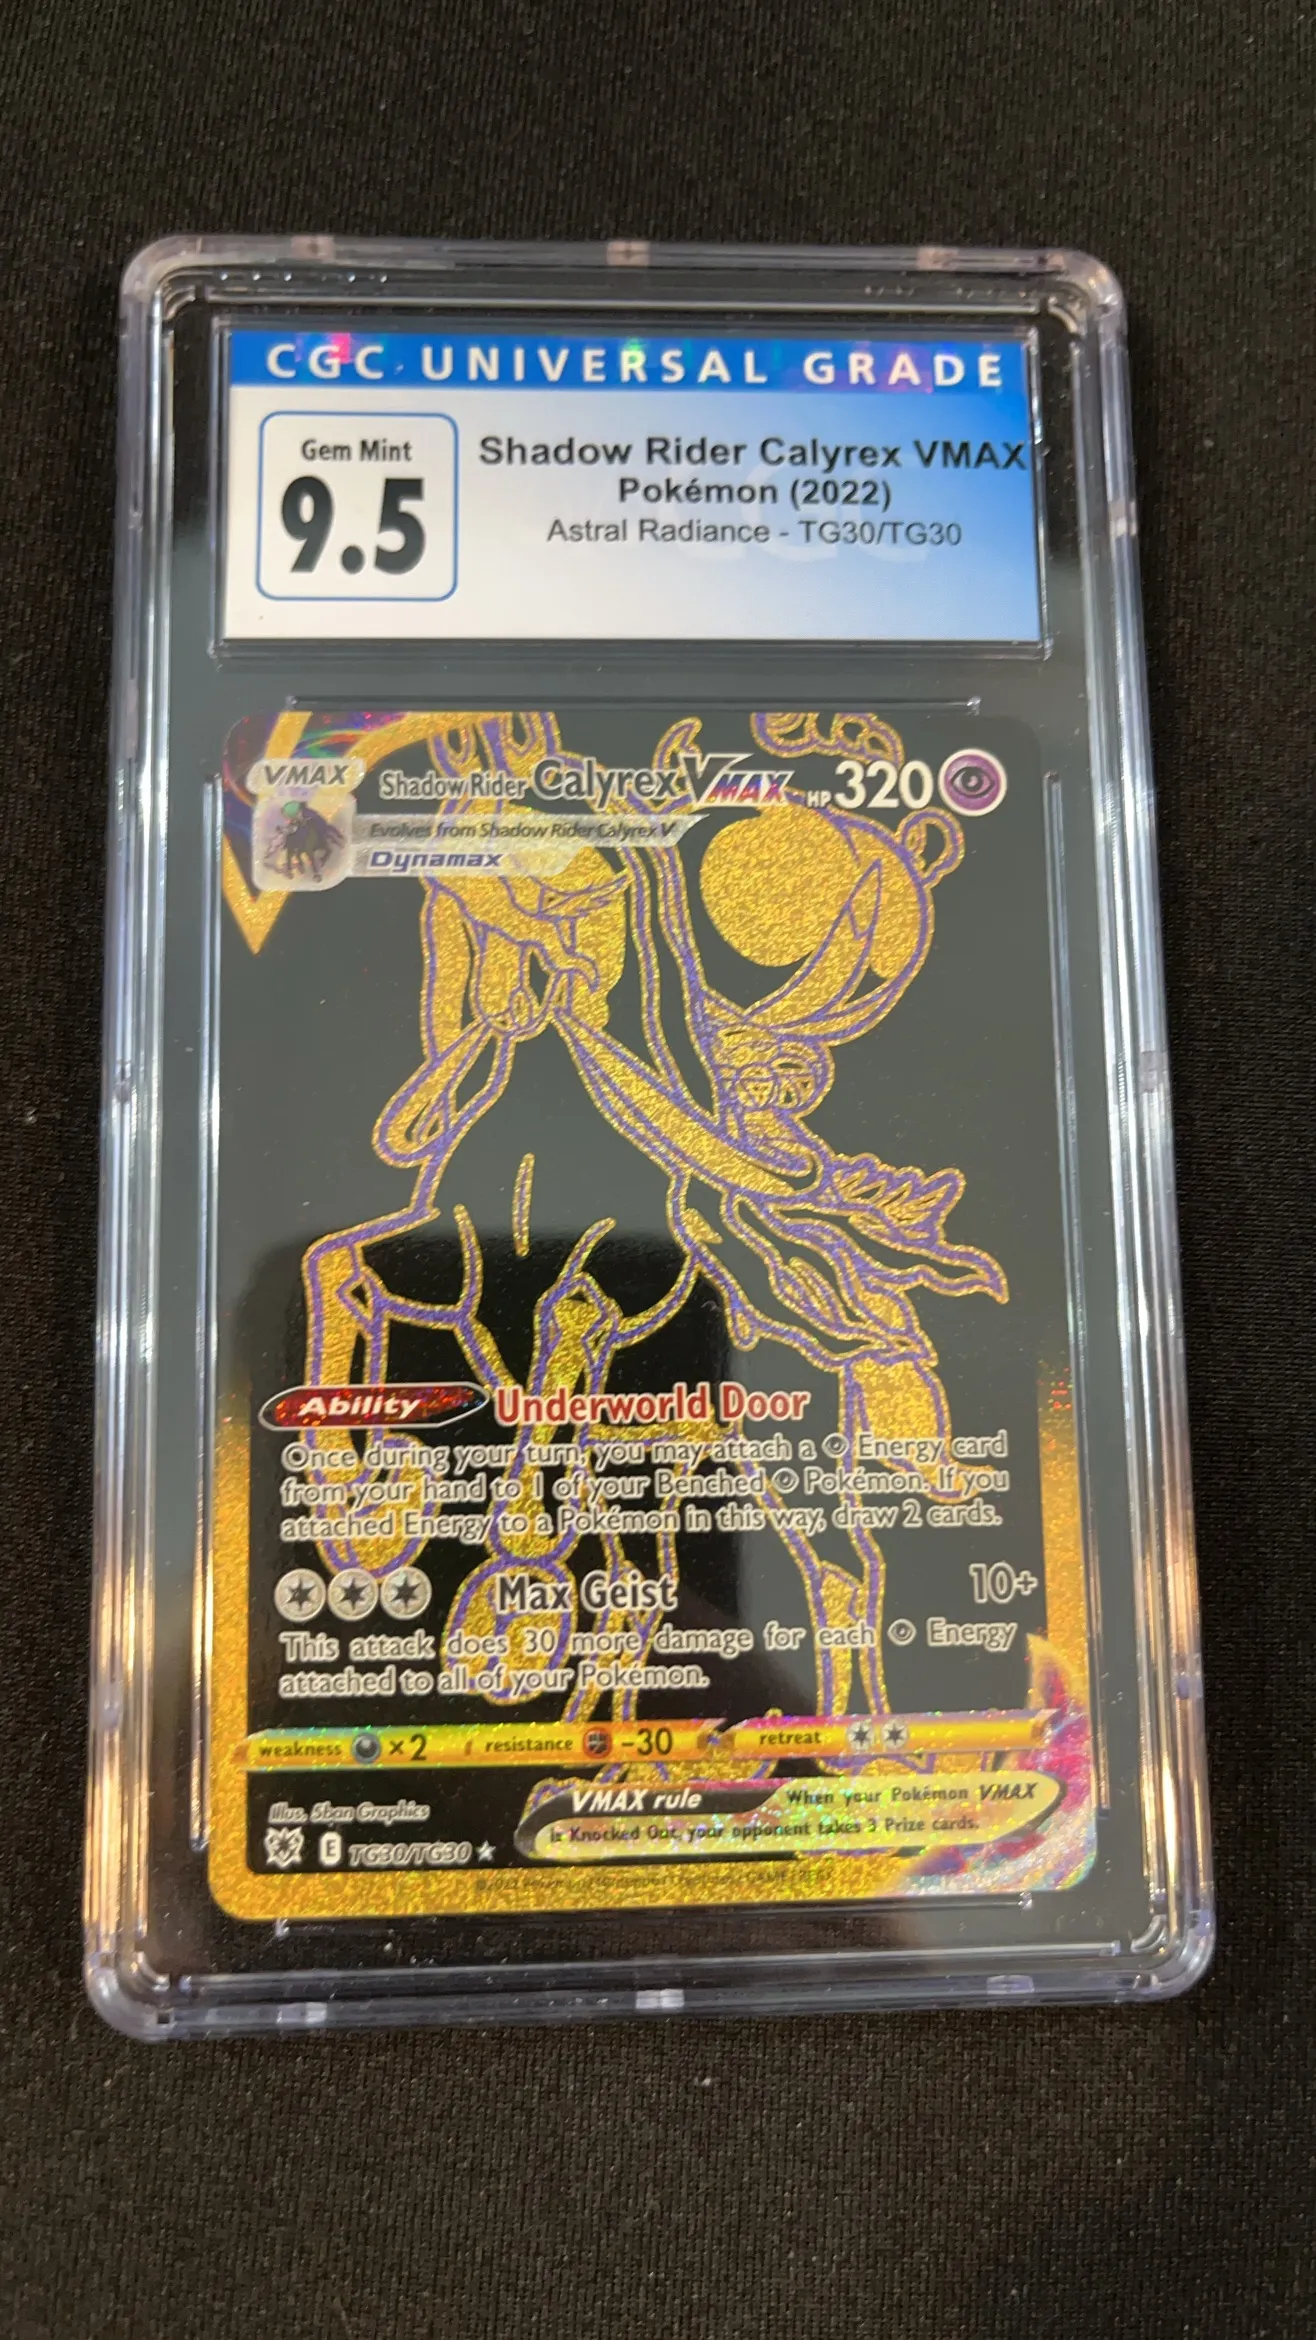 CGC UNIVERSAL GRADE
Gem Mint
9.5
Shadow Rider Calyrex VMAX
Pokémon (2022)
Astral Radiance - TG30/TG30
VMAX
Shadow Rider Calyrex VMAX HP 320
Evolves from Shadow Rider Calyrex V
Dynamax
Ability Underworld Door
Once during your turn, you may attach a Energy card
from your hand to 1 of your Benched Pokémon. If you
attached Energy to a Pokémon in this way, draw 2 cards.
Max Geist 10+
This attack does 30 more damage for each Energy
attached to all of your Pokémon.
weakness ×2 resistance -30 retreat
VMAX rule When your Pokémon VMAX
is Knocked Out, your opponent takes 3 Prize cards.
Illus. 5ban Graphics
E TG30/TG30 ★